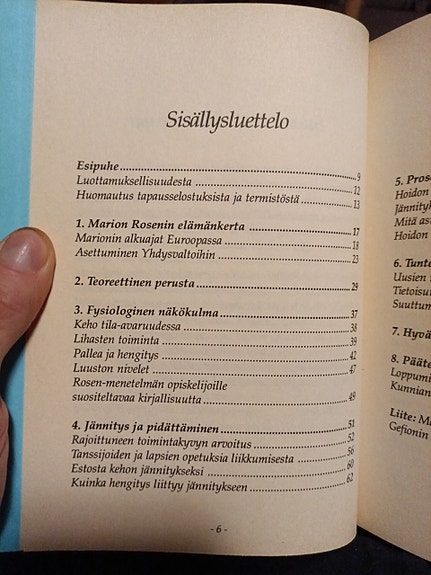 Sisällysluettelo
Esipuhe ........ 9
Luottamuksellisuudesta ........ 12
Huomautus tapausselostuksista ja termistöstä ........ 13
1. Marion Rosenin elämänkerta ........ 17
Marionin alkuajat Euroopassa ........ 18
Asettuminen Yhdysvaltoihin ........ 23
2. Teoreettinen perusta ........ 29
3. Fysiologinen näkökulma ........ 37
Keho tila-avaruudessa ........ 38
Lihasten toiminta ........ 39
Pallea ja hengitys ........ 42
Luuston nivelet ........ 47
Rosen-menetelmän opiskelijoille
suositeltavaa kirjallisuutta ........ 49
4. Jännitys ja pidättäminen ........ 51
Rajoittuneen toimintakyvyn arvoitus ........ 52
Tanssijoiden ja lapsien opetuksia liikkumisesta ........ 56
Estosta kehon jännitykseksi ........ 60
Kuinka hengitys liittyy jännitykseen ........ 62
- 6 -
5. Pros
Hoidon
Jännityk
Mitä ast
Hoidon
6. Tunte
Uusien
Tietoisu
Suuttum
7. Hyvä
8. Pääte
Loppumi
Kunnian
Liite: Ma
Gefionin